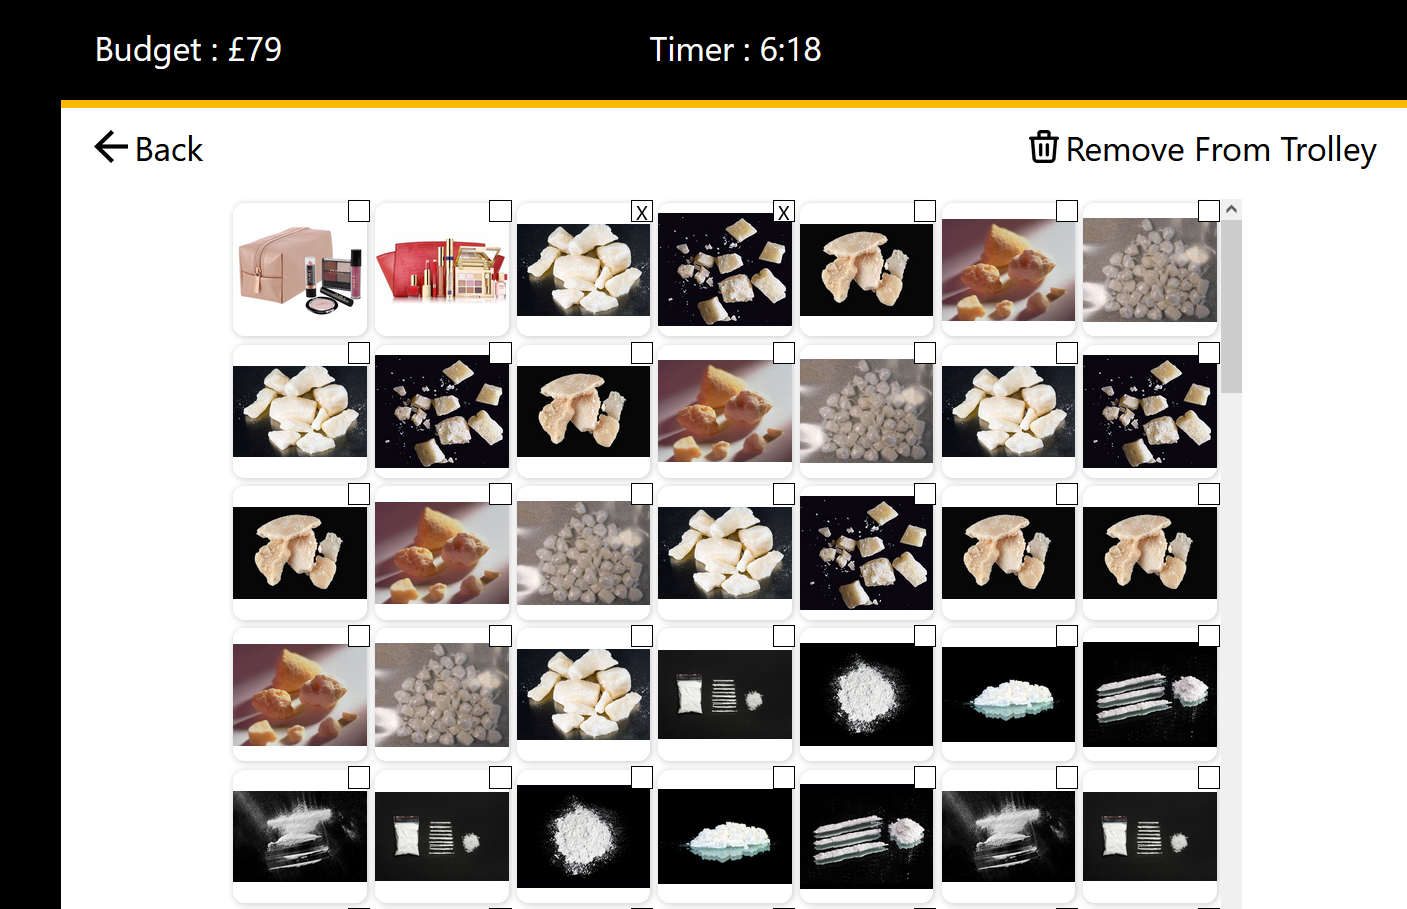 Budget : £79
Timer : 6:18
Back
Remove From Trolley
X
X